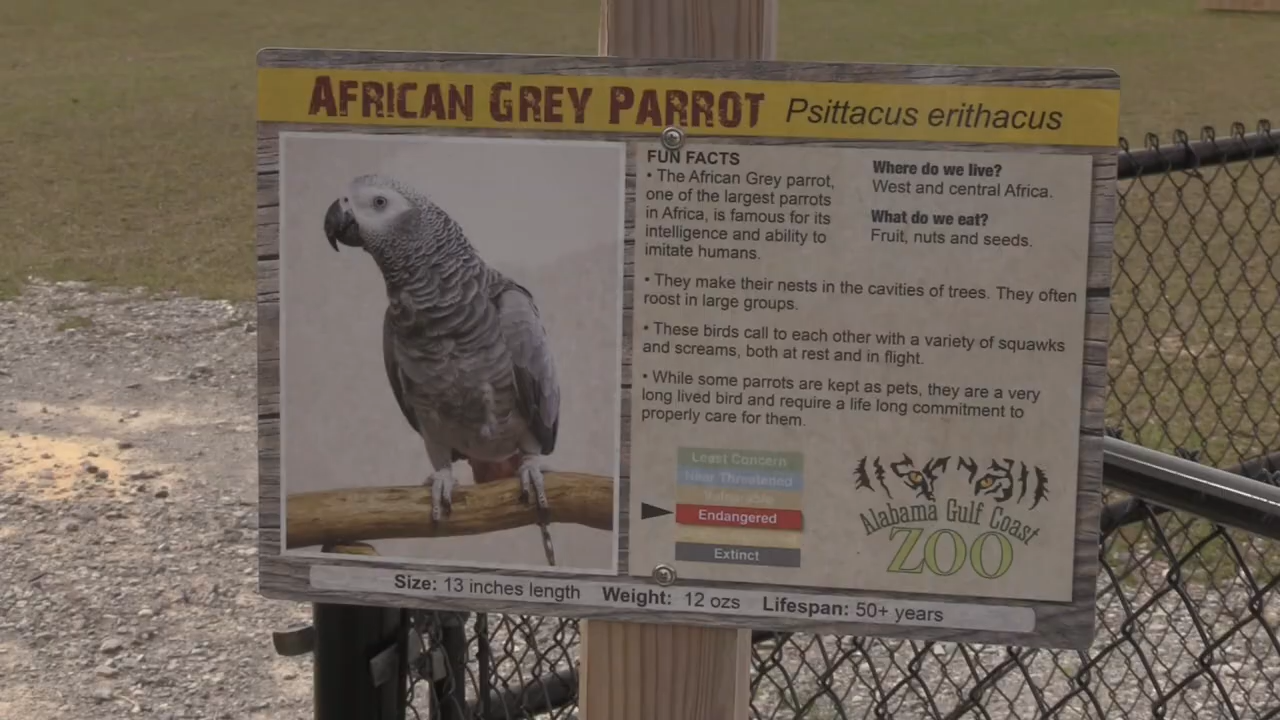 AFRICAN GREY PARROT Psittacus erithacus
FUN FACTS
• The African Grey parrot,
one of the largest parrots
in Africa, is famous for its
intelligence and ability to
imitate humans.
Where do we live?
West and central Africa.
What do we eat?
Fruit, nuts and seeds.
• They make their nests in the cavities of trees. They often
roost in large groups.
• These birds call to each other with a variety of squawks
and screams, both at rest and in flight.
• While some parrots are kept as pets, they are a very
long lived bird and require a life long commitment to
properly care for them.
Least Concern
Near Threatened
Vulnerable
Endangered
Extinct
Alabama Gulf Coast
ZOO
Size: 13 inches length Weight: 12 ozs Lifespan: 50+ years